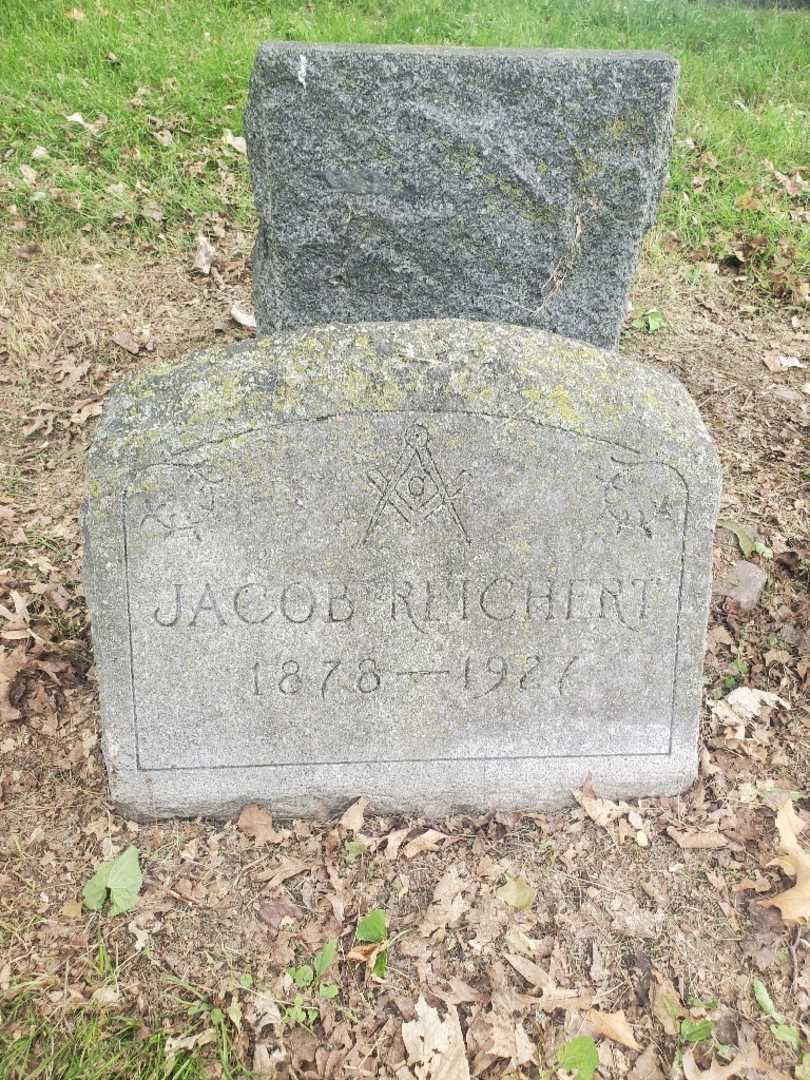 G
JACOB REICHERT
1878—1927